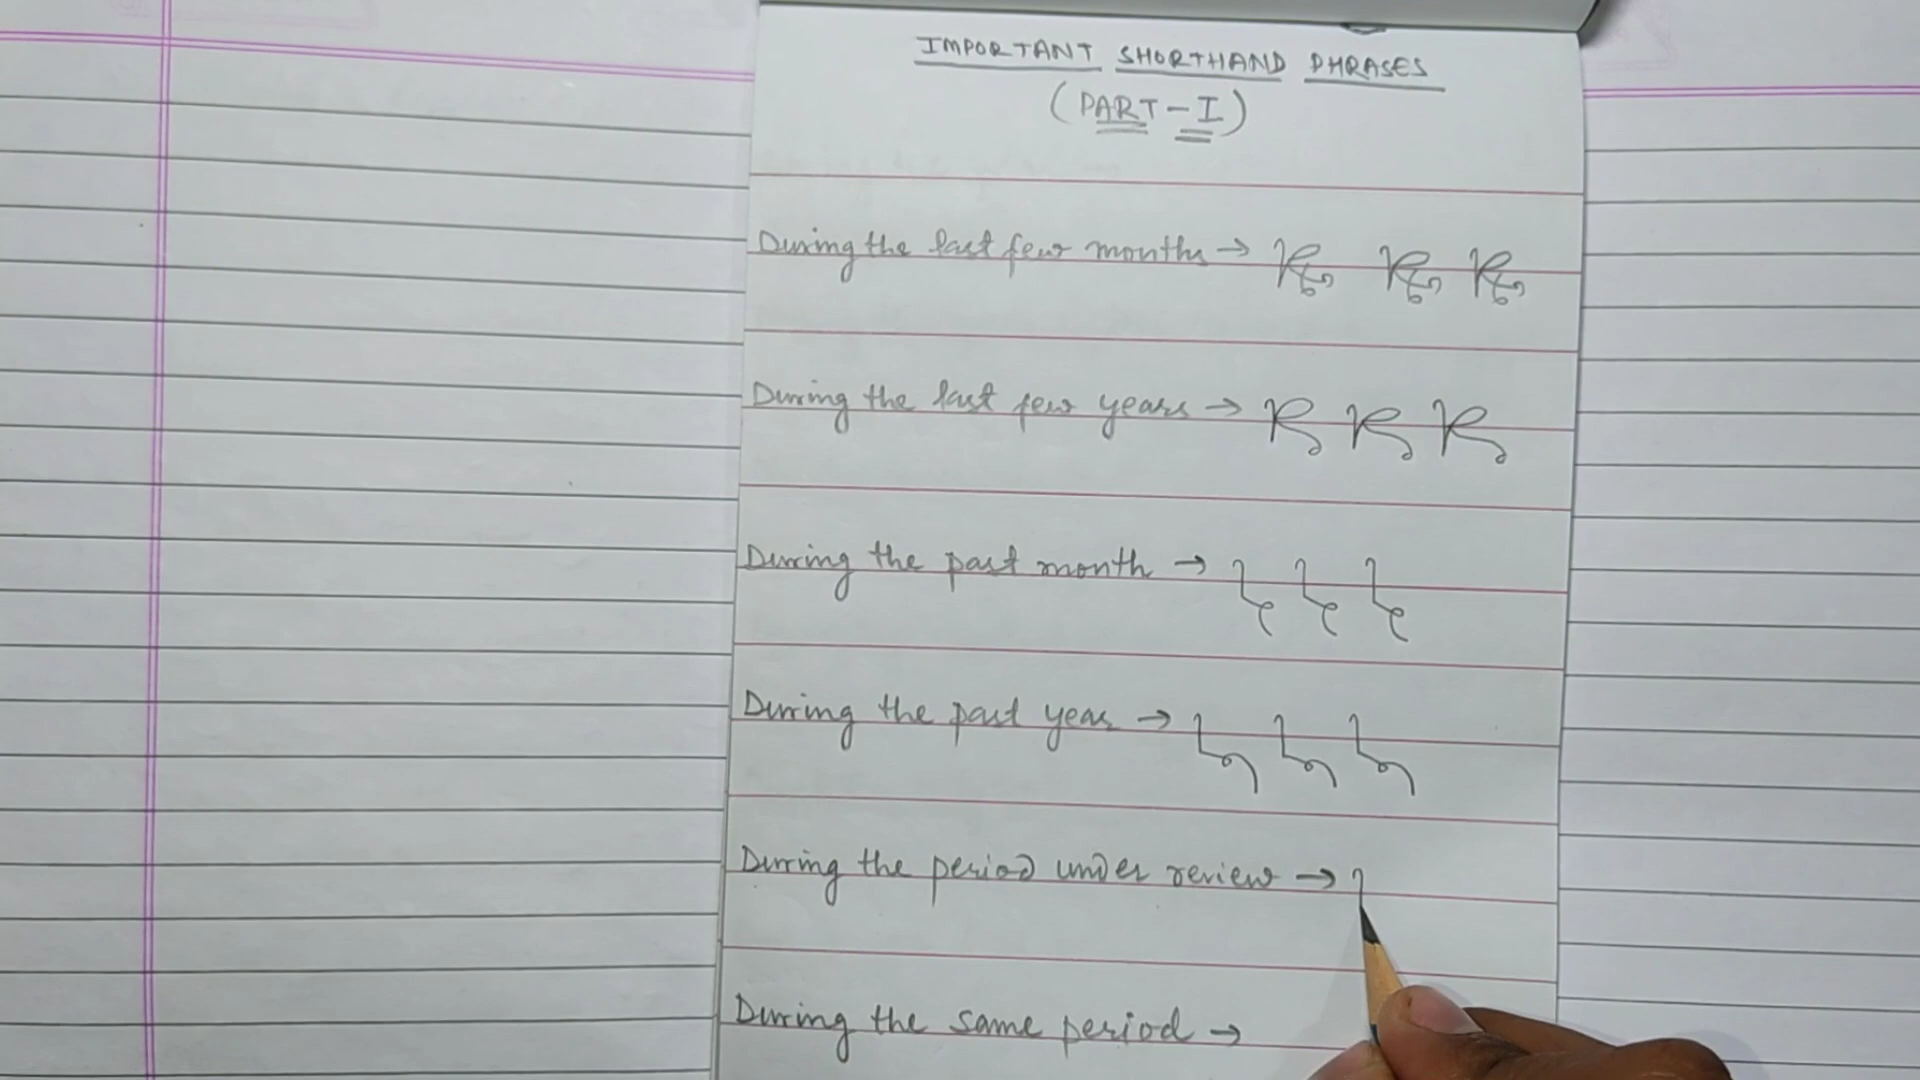 IMPORTANT SHORTHAND PHRASES
(PART-I)
During the last few months →
During the last few years →
During the past month →
During the past year →
During the period under review →
During the same period →